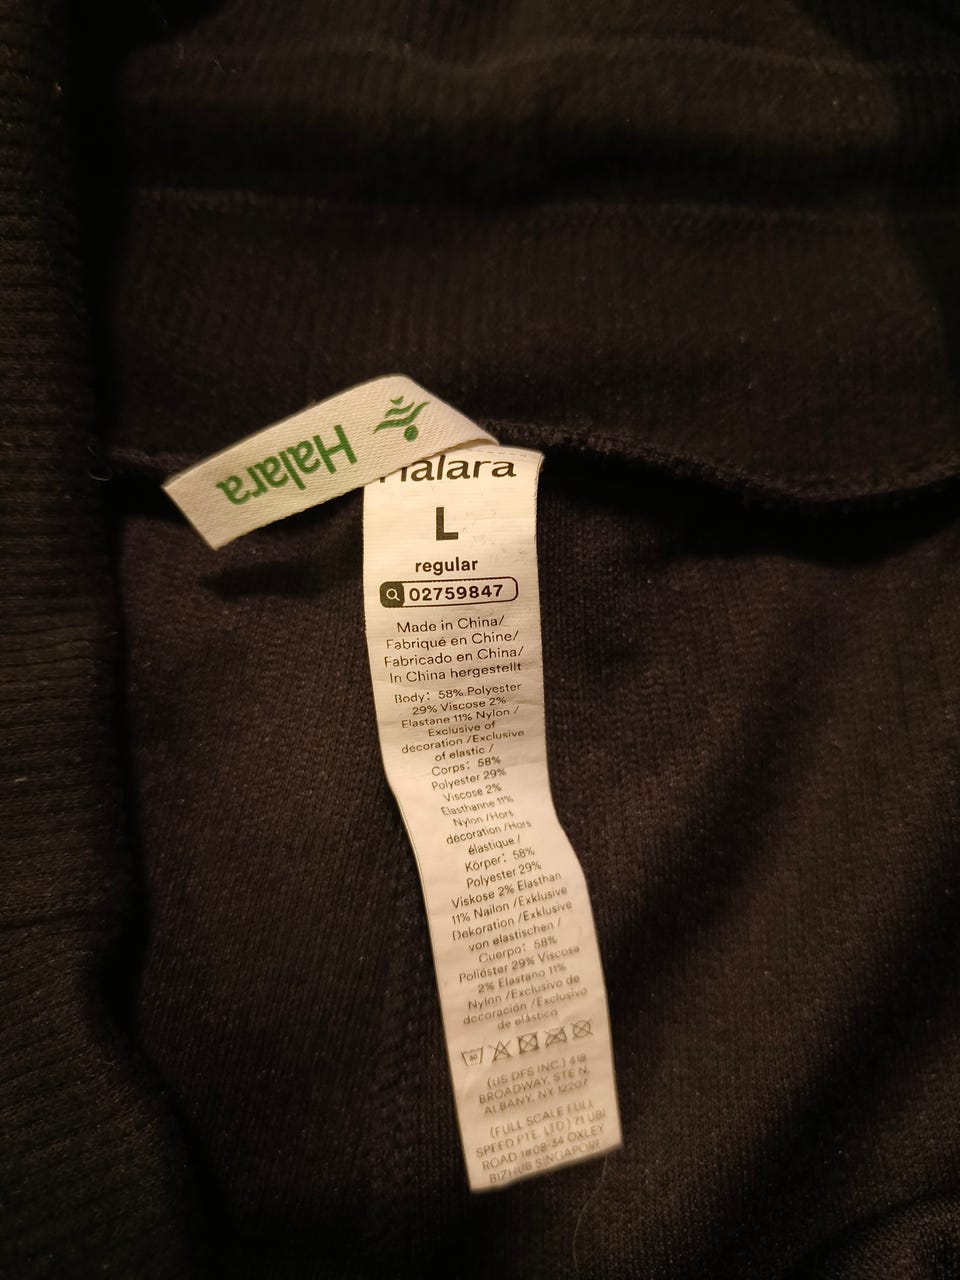 Halara
Halara
L
regular
02759847
Made in China/
Fabriqué en Chine/
Fabricado en China/
In China hergestellt
Body: 58% Polyester
29% Viscose 2%
Elastane 11% Nylon /
Exclusive of
decoration /Exclusive
of elastic /
Corps: 58%
Polyester 29%
Viscose 2%
Élasthanne 11%
Nylon /Hors
décoration /Hors
élastique /
Körper: 58%
Polyester 29%
Viskose 2% Elasthan
11% Nailon /Exklusive
Dekoration /Exklusive
von elastischen /
Cuerpo: 58%
Poliéster 29% Viscosa
2% Elastano 11%
Nylon /Exclusivo de
decoración /Exclusivo
de elástico
30
(US DFS INC.) 418
BROADWAY, STE N,
ALBANY, NY 12207
(FULL SCALE FULL
SPEED PTE. LTD.) 71 UBI
ROAD 1#08-34 OXLEY
BIZHUB SINGAPORE